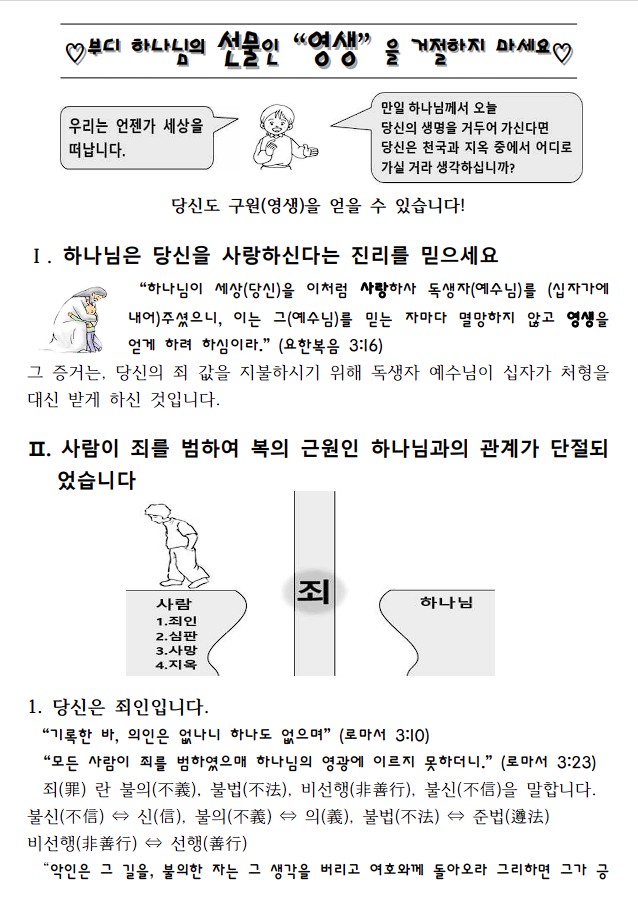 ♡부디 하나님의 선물인 “영생” 을 거절하지 마세요♡
우리는 언젠가 세상을
떠납니다.
만일 하나님께서 오늘
당신의 생명을 거두어 가신다면
당신은 천국과 지옥 중에서 어디로
가실 거라 생각하십니까?
당신도 구원(영생)을 얻을 수 있습니다!
Ⅰ. 하나님은 당신을 사랑하신다는 진리를 믿으세요
“하나님이 세상(당신)을 이처럼 사랑하사 독생자(예수님)를 (십자가에
내어)주셨으니, 이는 그(예수님)를 믿는 자마다 멸망하지 않고 영생을
얻게 하려 하심이라.” (요한복음 3:16)
그 증거는, 당신의 죄 값을 지불하시기 위해 독생자 예수님이 십자가 처형을
대신 받게 하신 것입니다.
Ⅱ. 사람이 죄를 범하여 복의 근원인 하나님과의 관계가 단절되
었습니다
죄
사람
1.죄인
2.심판
3.사망
4.지옥
하나님
1. 당신은 죄인입니다.
“기록한 바, 의인은 없나니 하나도 없으며” (로마서 3:10)
“모든 사람이 죄를 범하였으매 하나님의 영광에 이르지 못하더니.” (로마서 3:23)
죄(罪) 란 불의(不義), 불법(不法), 비선행(非善行), 불신(不信)을 말합니다.
불신(不信) ⇔ 신(信), 불의(不義) ⇔ 의(義), 불법(不法) ⇔ 준법(遵法)
비선행(非善行) ⇔ 선행(善行)
“악인은 그 길을, 불의한 자는 그 생각을 버리고 여호와께 돌아오라 그리하면 그가 긍